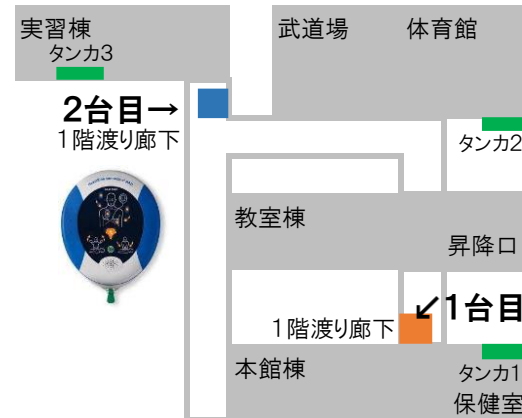 実習棟
タンカ3
武道場
体育館
2台目→
1階渡り廊下
タンカ2
教室棟
昇降口
↙1台目
1階渡り廊下
本館棟
タンカ1
保健室